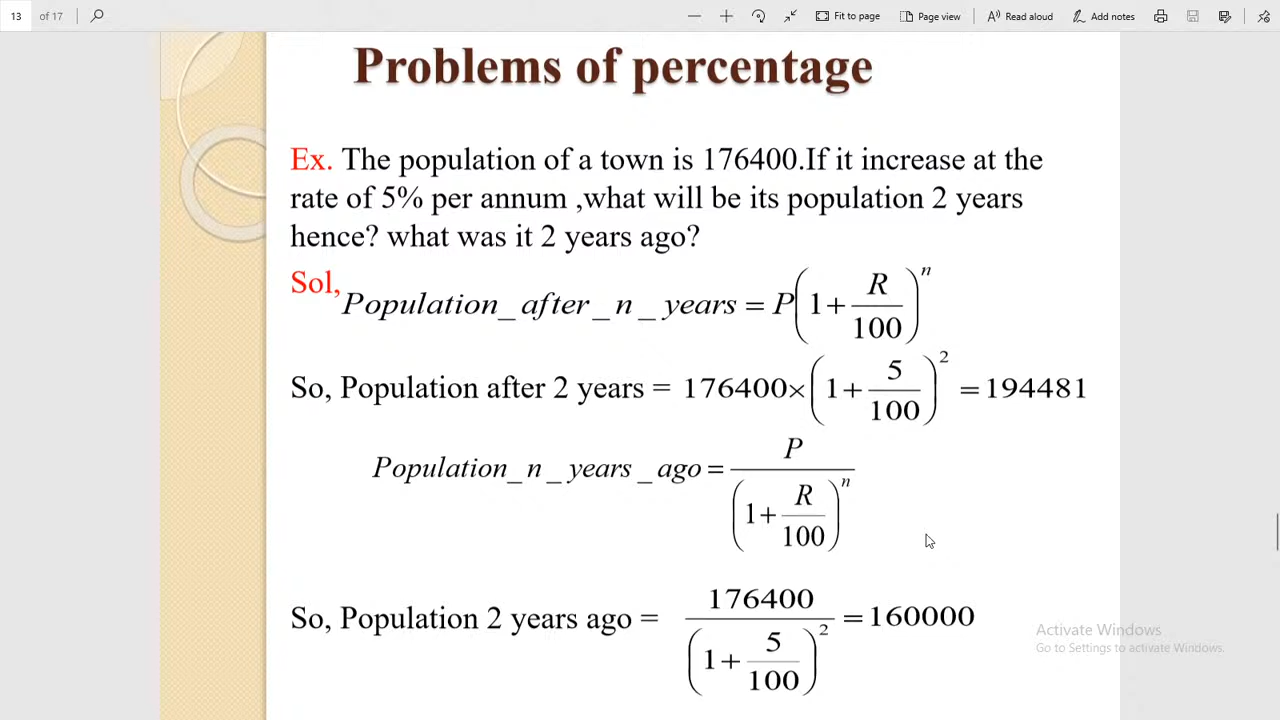 13 of 17 Fit to page Page view Read aloud Add notes
Problems of percentage
Ex. The population of a town is 176400.If it increase at the
rate of 5% per annum ,what will be its population 2 years
hence? what was it 2 years ago?
Sol, Population_after_n_years = P(1+R/100)^n
So, Population after 2 years = 176400×(1+5/100)^2 =194481
Population_n_years_ago = P/(1+R/100)^n
So, Population 2 years ago = 176400/(1+5/100)^2 =160000
Activate Windows
Go to Settings to activate Windows.